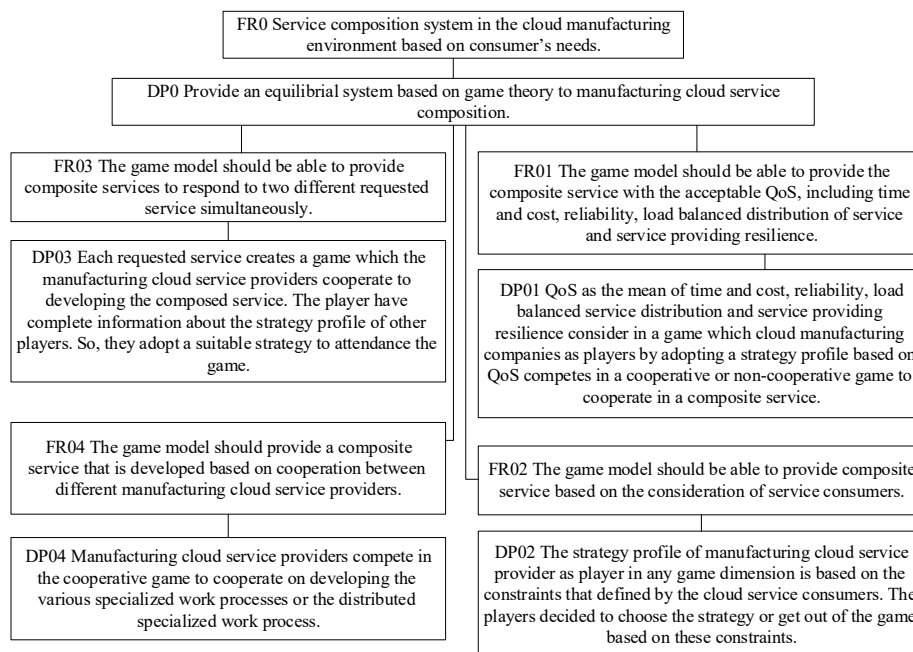 FR0 Service composition system in the cloud manufacturing
environment based on consumer's needs.
DP0 Provide an equilibrial system based on game theory to manufacturing cloud service
composition.
FR03 The game model should be able to provide
composite services to respond to two different requested
service simultaneously.
DP03 Each requested service creates a game which the
manufacturing cloud service providers cooperate to
developing the composed service. The player have
complete information about the strategy profile of other
players. So, they adopt a suitable strategy to attendance the
game.
FR04 The game model should provide a composite
service that is developed based on cooperation between
different manufacturing cloud service providers.
DP04 Manufacturing cloud service providers compete in
the cooperative game to cooperate on developing the
various specialized work processes or the distributed
specialized work process.
FR01 The game model should be able to provide the
composite service with the acceptable QoS, including time
and cost, reliability, load balanced distribution of service
and service providing resilience.
DP01 QoS as the mean of time and cost, reliability, load
balanced service distribution and service providing
resilience consider in a game which cloud manufacturing
companies as players by adopting a strategy profile based on
QoS competes in a cooperative or non-cooperative game to
cooperate in a composite service.
FR02 The game model should be able to provide composite
service based on the consideration of service consumers.
DP02 The strategy profile of manufacturing cloud service
provider as player in any game dimension is based on the
constraints that defined by the cloud service consumers. The
players decided to choose the strategy or get out of the game
based on these constraints.